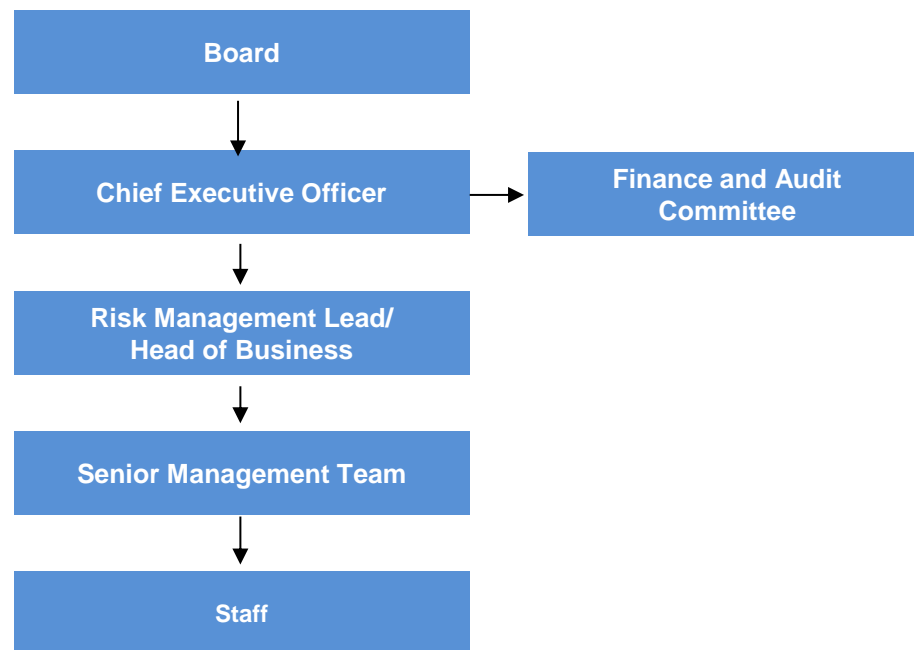 Board
Chief Executive Officer
Finance and Audit
Committee
Risk Management Lead/
Head of Business
Senior Management Team
Staff